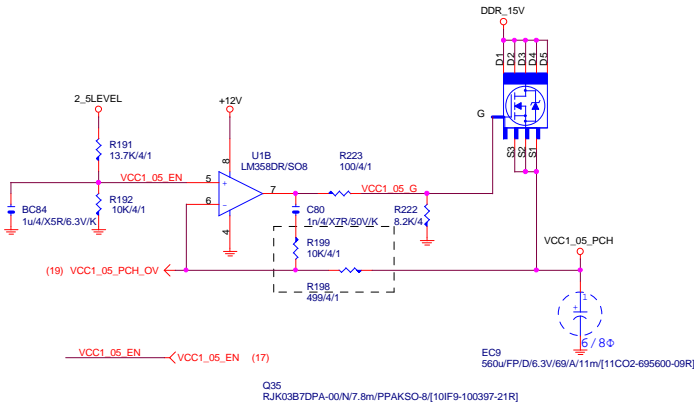 DDR_15V
D1
D2
D3
D4
D5
G
S3
S2
S1
2_5LEVEL
+12V
R191
13.7K/4/1
U1B
LM358DR/SO8
R223
100/4/1
VCC1_05_EN
5
+
6
−
8
4
7
VCC1_05_G
BC84
1u/4/X5R/6.3V/K
R192
10K/4/1
C80
1n/4/X7R/50V/K
R222
8.2K/4
R199
10K/4/1
VCC1_05_PCH
(19) VCC1_05_PCH_OV
R198
499/4/1
1
+
6/8Φ
EC9
560u/FP/D/6.3V/69/A/11m/[11CO2-695600-09R]
VCC1_05_EN
VCC1_05_EN (17)
Q35
RJK03B7DPA-00/N/7.8m/PPAKSO-8/[10IF9-100397-21R]